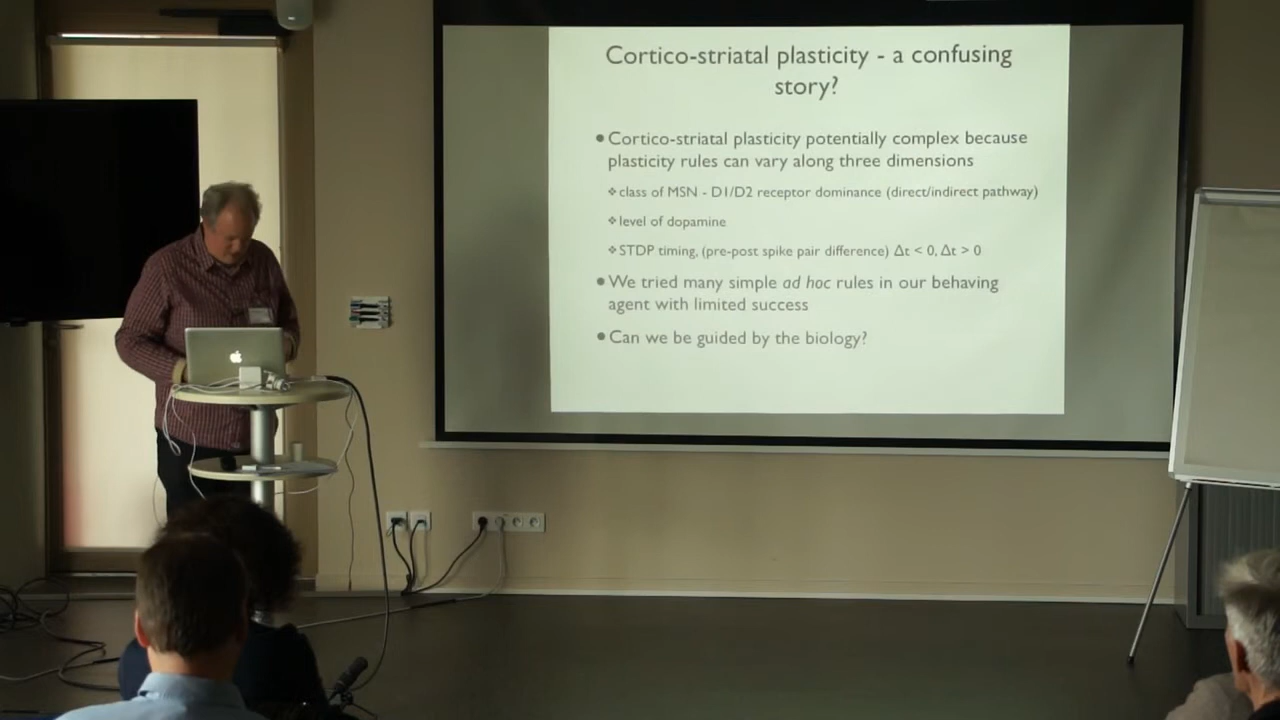 Cortico-striatal plasticity - a confusing
story?
• Cortico-striatal plasticity potentially complex because
plasticity rules can vary along three dimensions
❖ class of MSN - D1/D2 receptor dominance (direct/indirect pathway)
❖ level of dopamine
❖ STDP timing, (pre-post spike pair difference) Δt < 0, Δt > 0
• We tried many simple ad hoc rules in our behaving
agent with limited success
• Can we be guided by the biology?